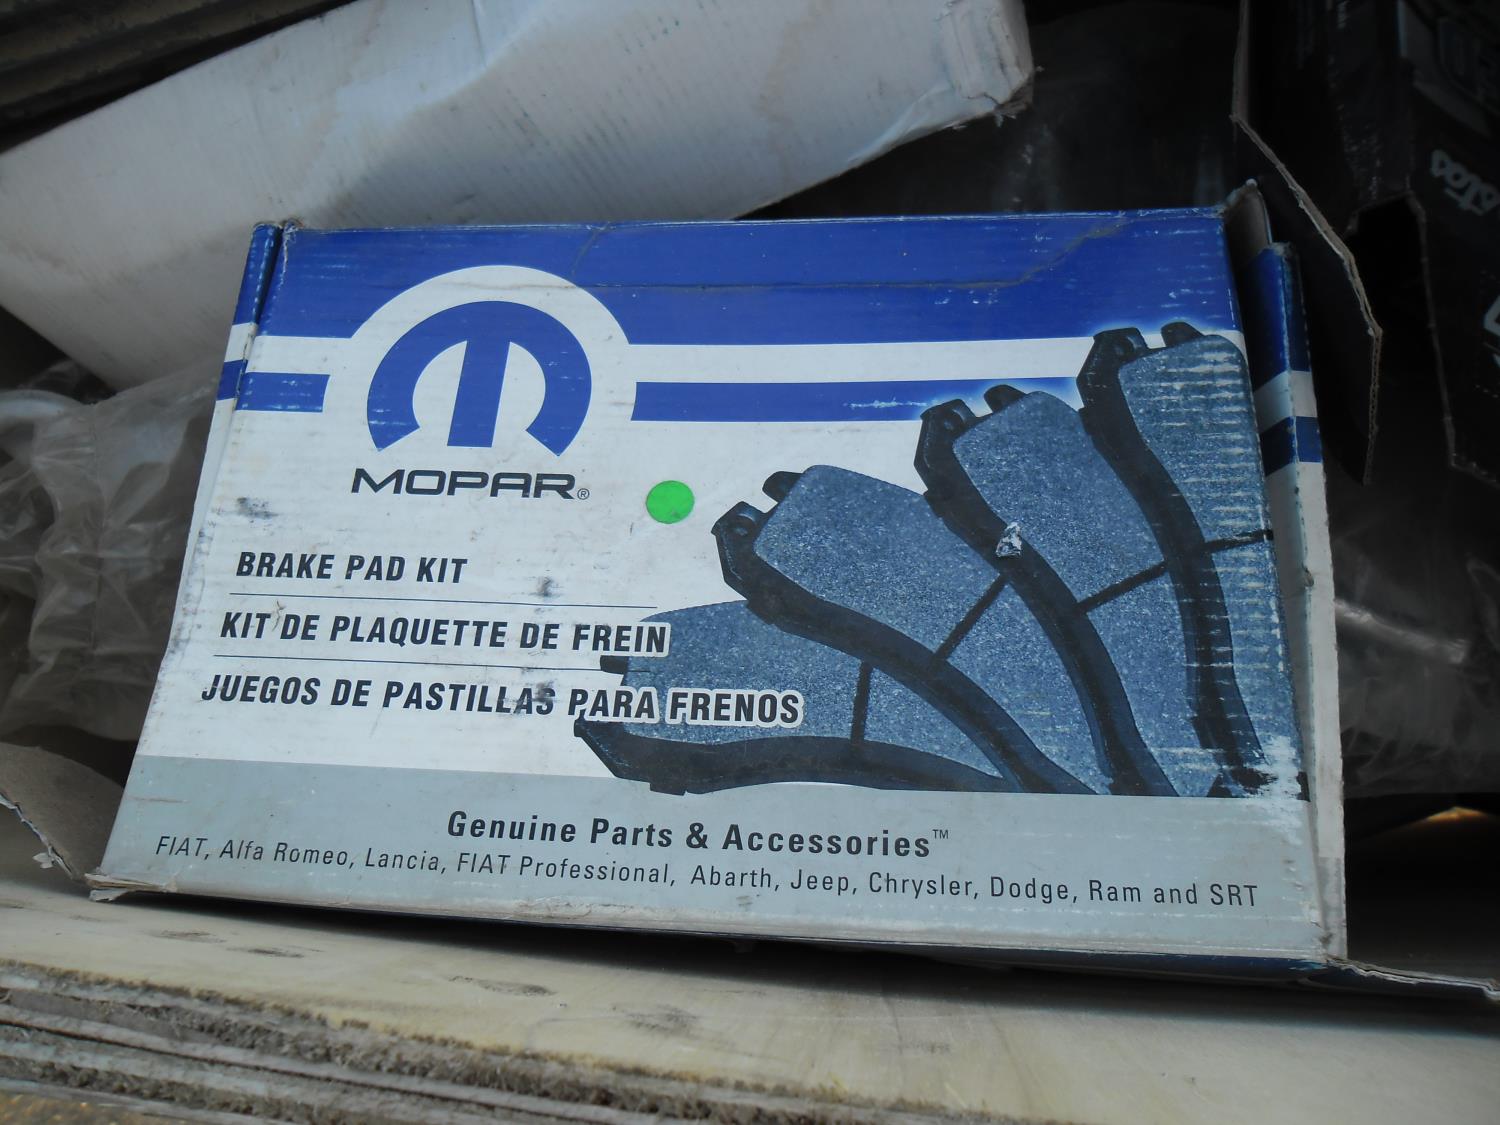 MOPAR®
BRAKE PAD KIT
KIT DE PLAQUETTE DE FREIN
JUEGOS DE PASTILLAS PARA FRENOS
Genuine Parts & Accessories™
FIAT, Alfa Romeo, Lancia, FIAT Professional, Abarth, Jeep, Chrysler, Dodge, Ram and SRT